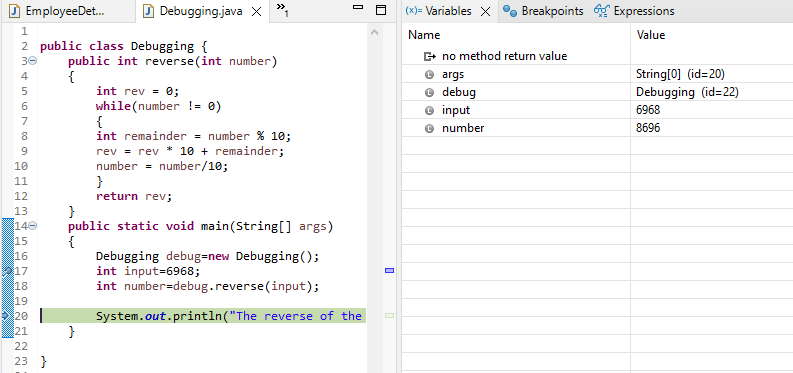 EmployeeDet...
Debugging.java
»1
1
2 public class Debugging {
3 public int reverse(int number)
4 {
5 int rev = 0;
6 while(number != 0)
7 {
8 int remainder = number % 10;
9 rev = rev * 10 + remainder;
10 number = number/10;
11 }
12 return rev;
13 }
14 public static void main(String[] args)
15 {
16 Debugging debug=new Debugging();
17 int input=6968;
18 int number=debug.reverse(input);
19
20 System.out.println("The reverse of the
21 }
22
23 }
(x)= Variables
Breakpoints
Expressions
Name Value
no method return value
args String[0] (id=20)
debug Debugging (id=22)
input 6968
number 8696